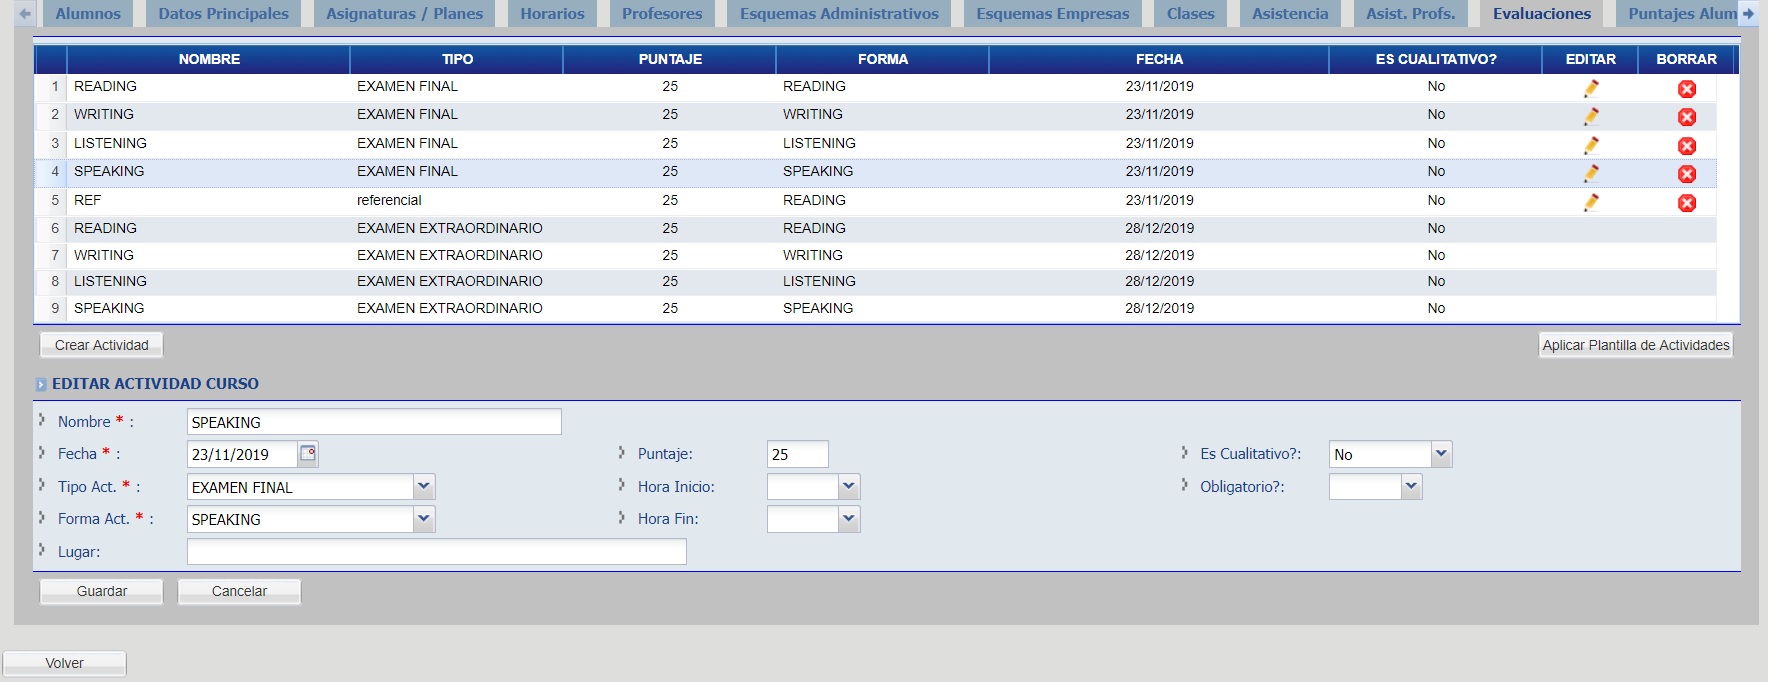 Alumnos Datos Principales Asignaturas / Planes Horarios Profesores Esquemas Administrativos Esquemas Empresas Clases Asistencia Asist. Profs. Evaluaciones Puntajes Alum
NOMBRE TIPO PUNTAJE FORMA FECHA ES CUALITATIVO? EDITAR BORRAR
1 READING EXAMEN FINAL 25 READING 23/11/2019 No
2 WRITING EXAMEN FINAL 25 WRITING 23/11/2019 No
3 LISTENING EXAMEN FINAL 25 LISTENING 23/11/2019 No
4 SPEAKING EXAMEN FINAL 25 SPEAKING 23/11/2019 No
5 REF referencial 25 READING 23/11/2019 No
6 READING EXAMEN EXTRAORDINARIO 25 READING 28/12/2019 No
7 WRITING EXAMEN EXTRAORDINARIO 25 WRITING 28/12/2019 No
8 LISTENING EXAMEN EXTRAORDINARIO 25 LISTENING 28/12/2019 No
9 SPEAKING EXAMEN EXTRAORDINARIO 25 SPEAKING 28/12/2019 No
Crear Actividad Aplicar Plantilla de Actividades
EDITAR ACTIVIDAD CURSO
Nombre * : SPEAKING
Fecha * : 23/11/2019 Puntaje: 25 Es Cualitativo?: No
Tipo Act. * : EXAMEN FINAL Hora Inicio: Obligatorio?:
Forma Act. * : SPEAKING Hora Fin:
Lugar:
Guardar Cancelar
Volver